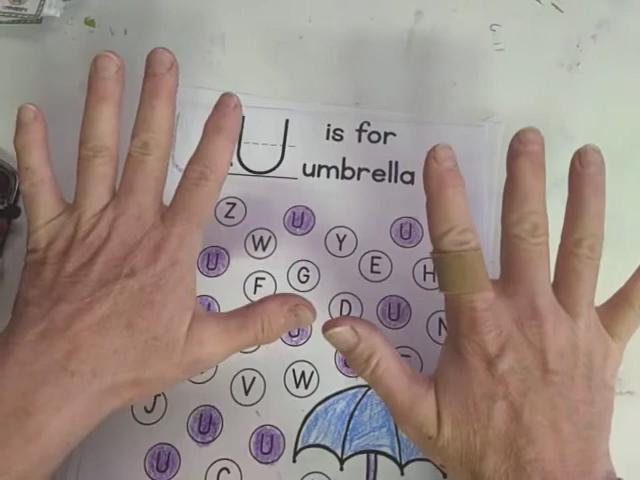 U is for
umbrella
Z U Y U
U W G E H
F D U N
V W
J U U
U C